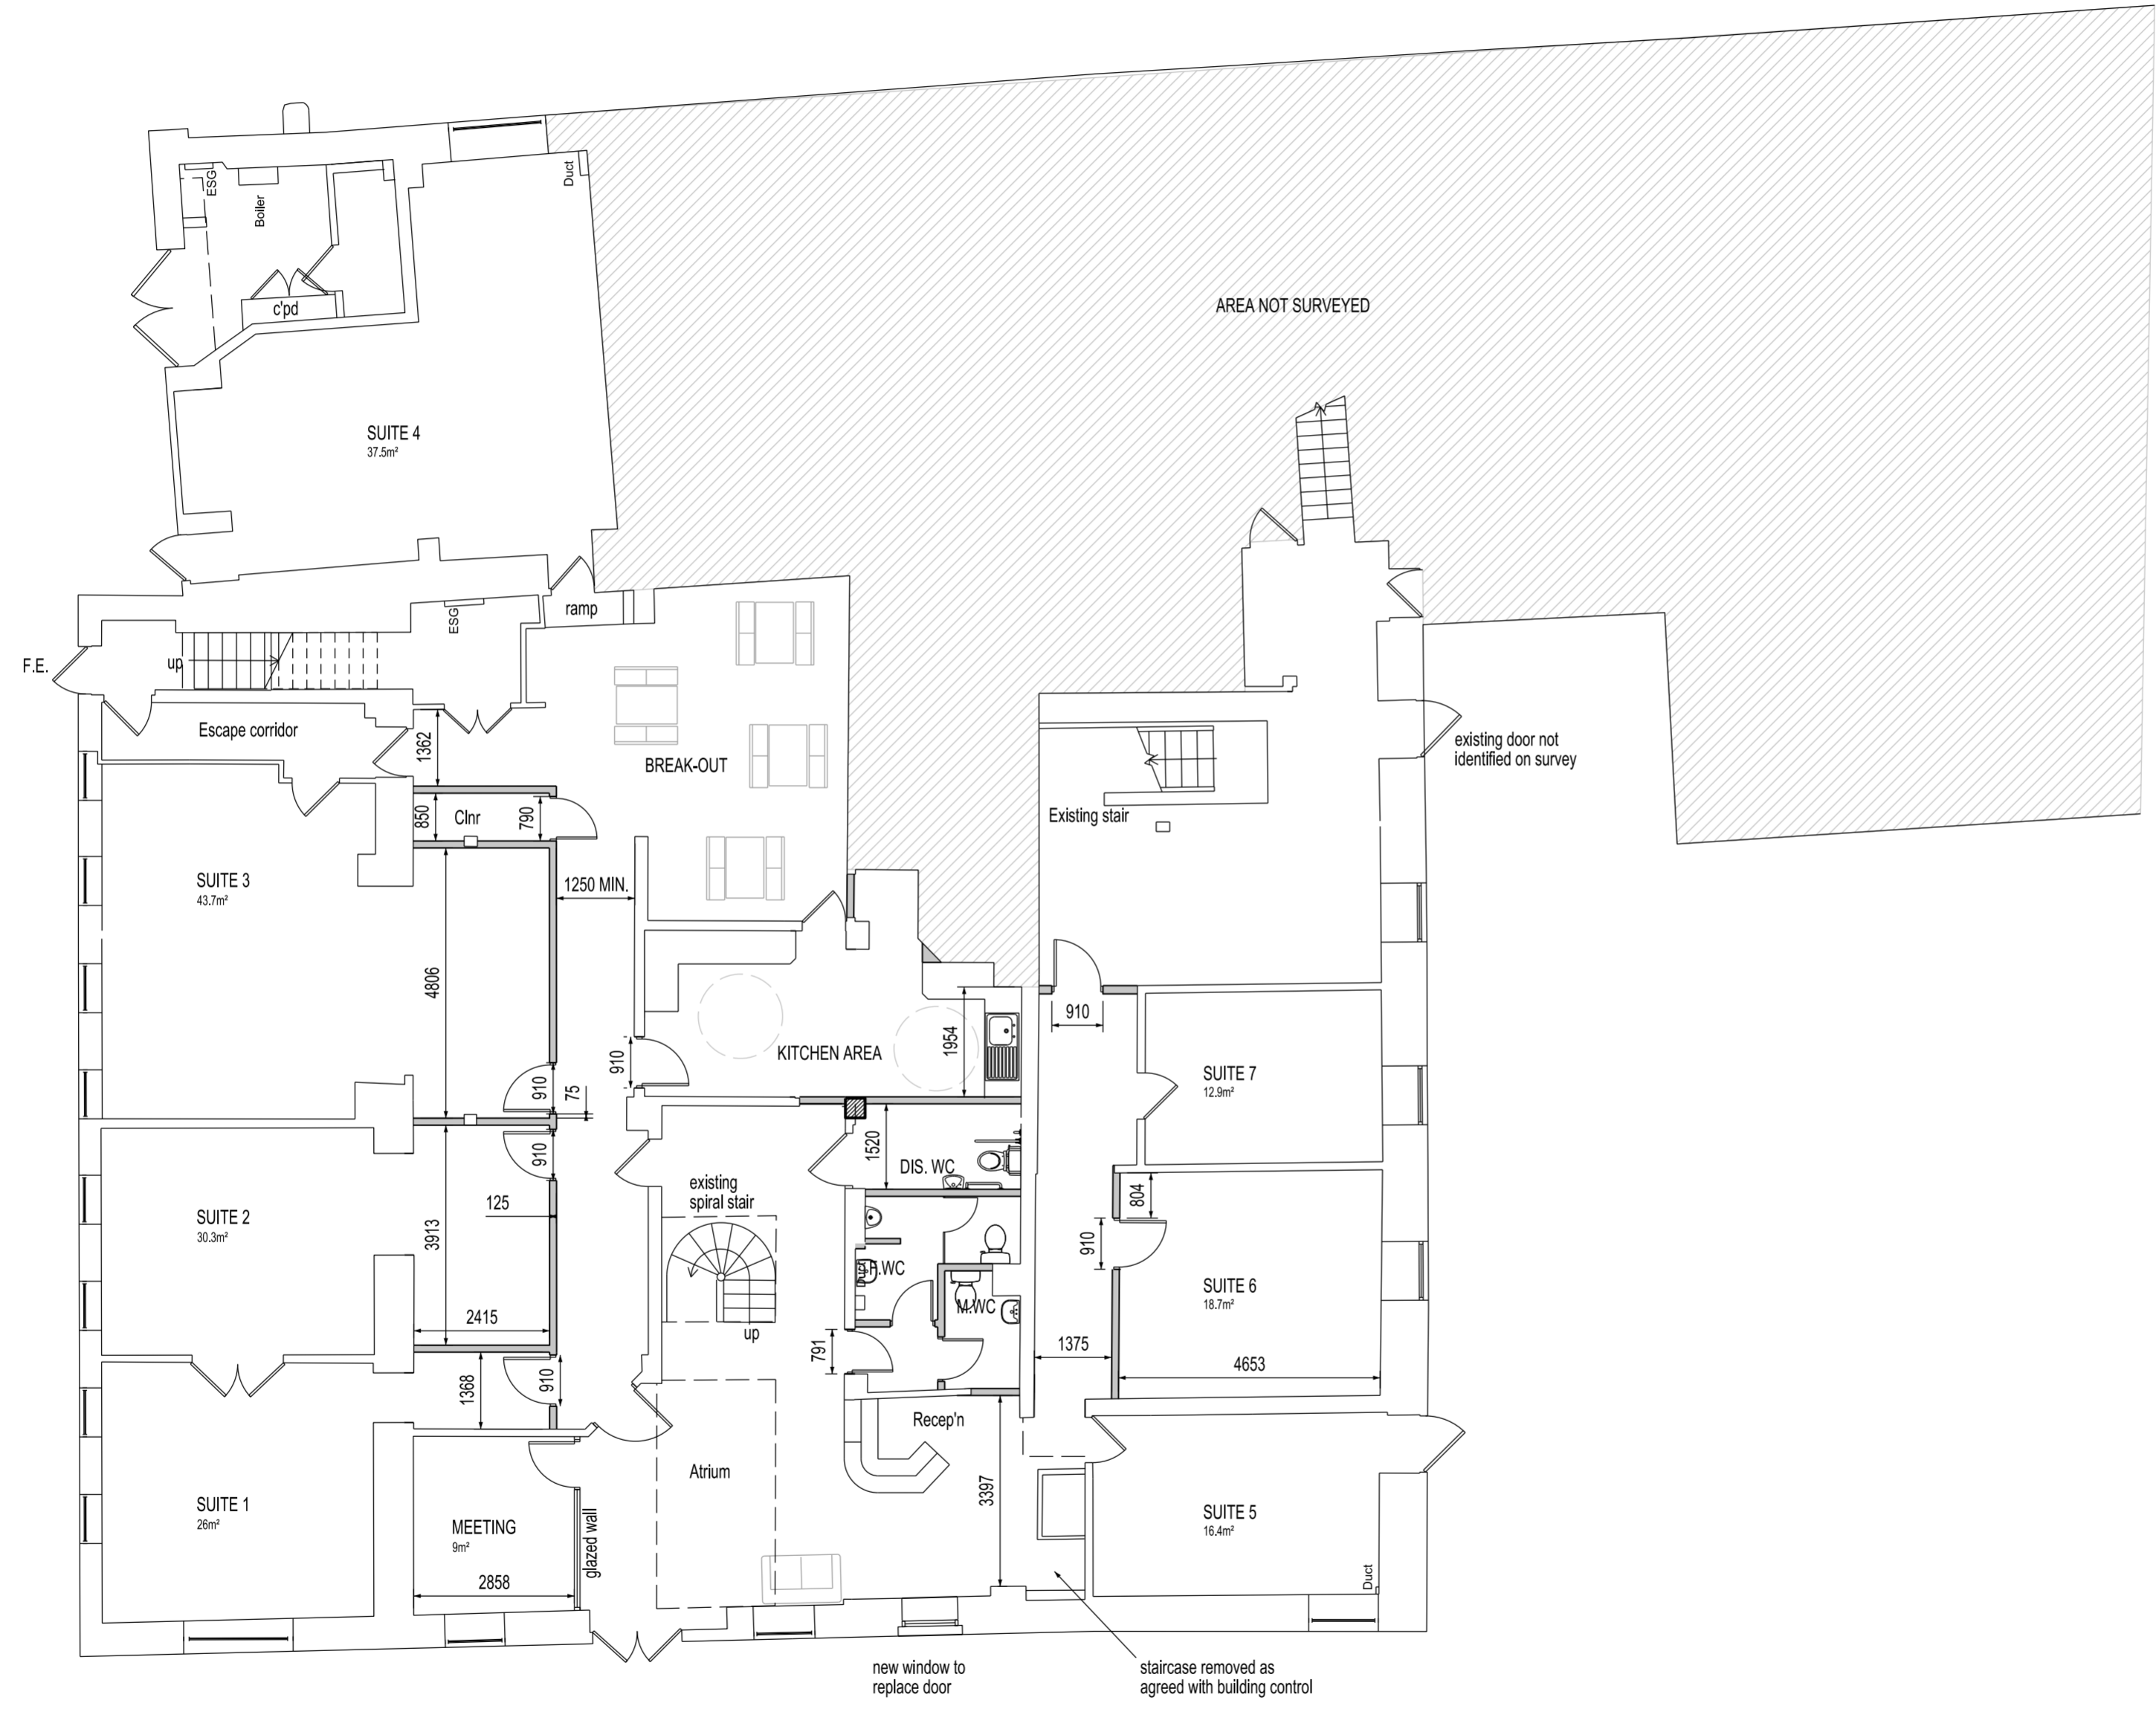 Duct
ESG
Boiler
AREA NOT SURVEYED
c'pd
SUITE 4
37.5m²
ramp
ESG
F.E.
up
Escape corridor
1362
existing door not
identified on survey
BREAK-OUT
850
Clnr
790
Existing stair
SUITE 3
43.7m²
1250 MIN.
4806
910
1954
KITCHEN AREA
910
910
75
SUITE 7
12.9m²
1520
910
DIS. WC
existing
spiral stair
125
804
SUITE 2
30.3m²
3913
910
Duct
F.WC
SUITE 6
18.7m²
M.WC
2415
up
791
1375
4653
1368
910
Recep'n
Atrium
3397
SUITE 1
26m²
MEETING
9m²
glazed wall
SUITE 5
16.4m²
2858
Duct
new window to
replace door
staircase removed as
agreed with building control